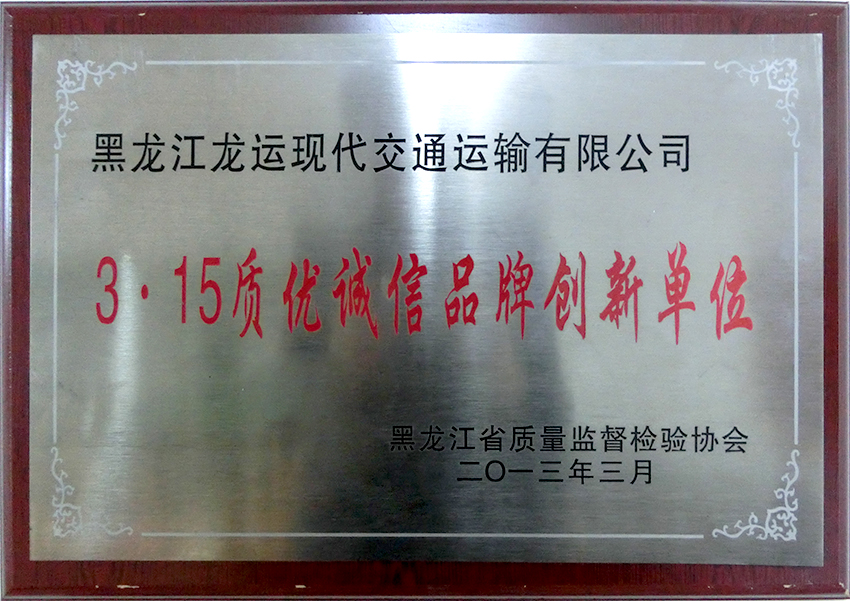 黑龙江龙运现代交通运输有限公司
3·15质优诚信品牌创新单位
黑龙江省质量监督检验协会
二〇一三年三月